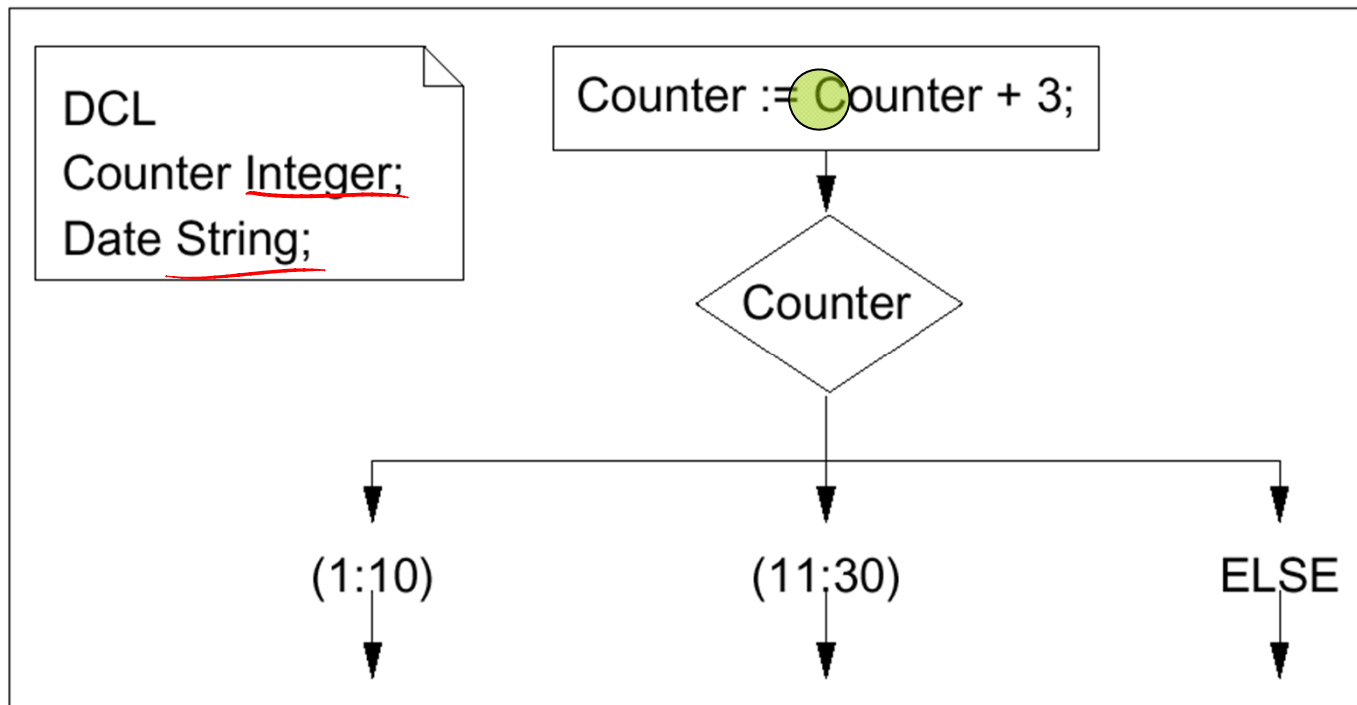 DCL
Counter Integer;
Date String;
Counter := Counter + 3;
Counter
(1:10)
(11:30)
ELSE